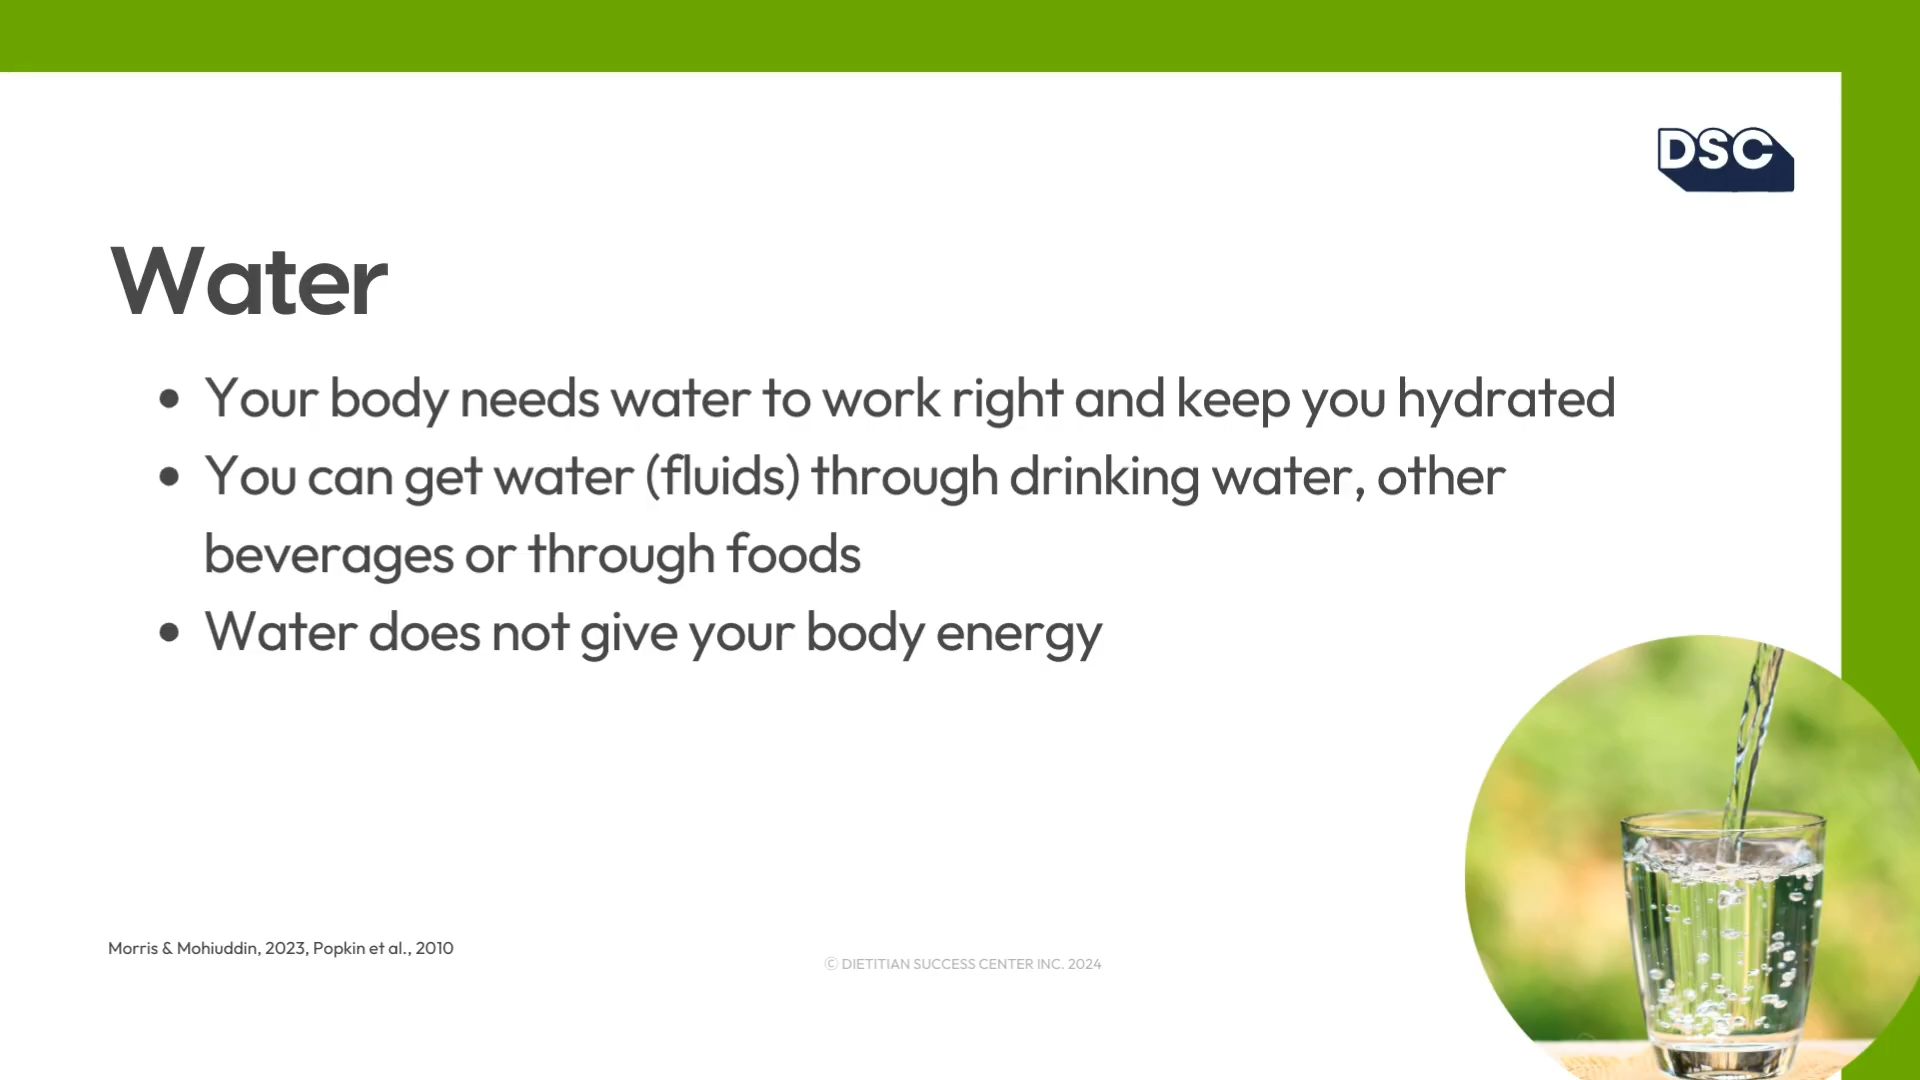 DSC
Water
• Your body needs water to work right and keep you hydrated
• You can get water (fluids) through drinking water, other
beverages or through foods
• Water does not give your body energy
Morris & Mohiuddin, 2023, Popkin et al., 2010
© DIETITIAN SUCCESS CENTER INC. 2024